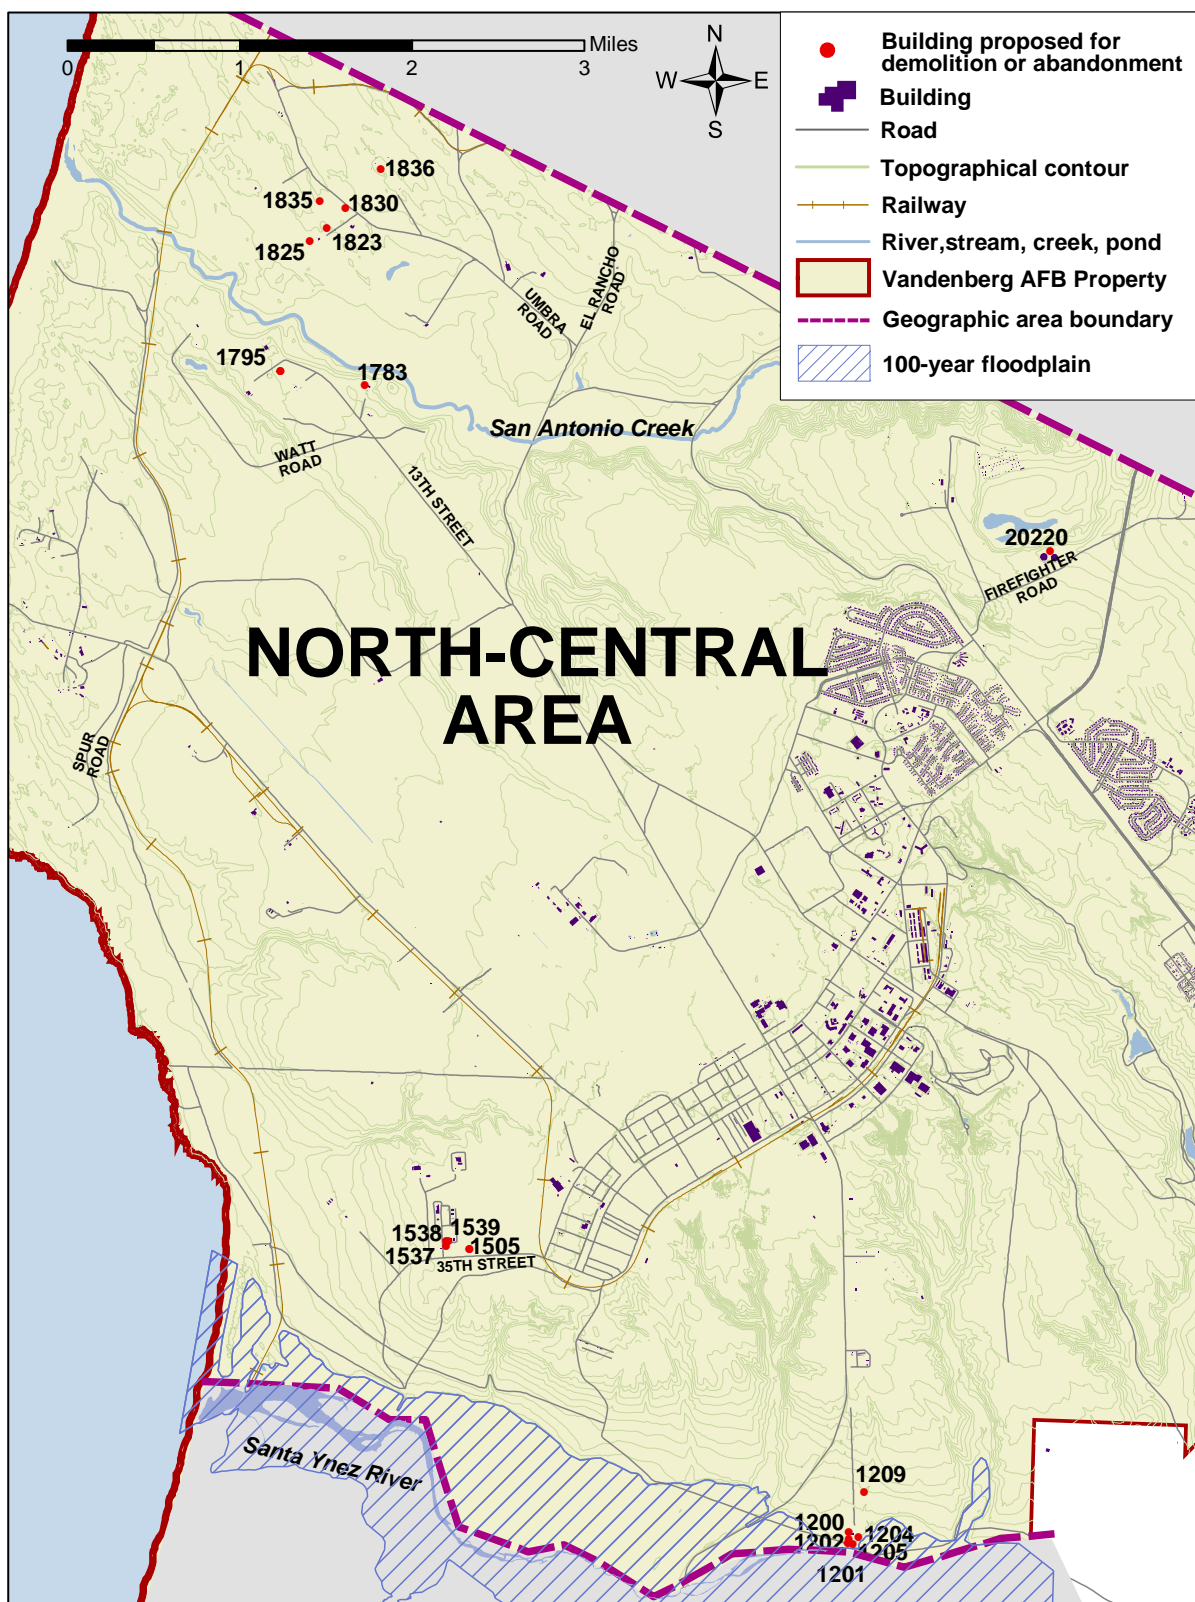 Miles
0 1 2 3
N
W E
S
Building proposed for
demolition or abandonment
Building
Road
Topographical contour
Railway
River,stream, creek, pond
Vandenberg AFB Property
Geographic area boundary
100-year floodplain
1836
1835
1830
1823
1825
EL RANCHO
ROAD
UMBRA
ROAD
1795
1783
San Antonio Creek
WATT
ROAD
13TH STREET
20220
FIREFIGHTER
ROAD
NORTH-CENTRAL
AREA
SPUR
ROAD
1538
1539
1537
1505
35TH STREET
Santa Ynez River
1209
1200
1204
1202
1205
1201